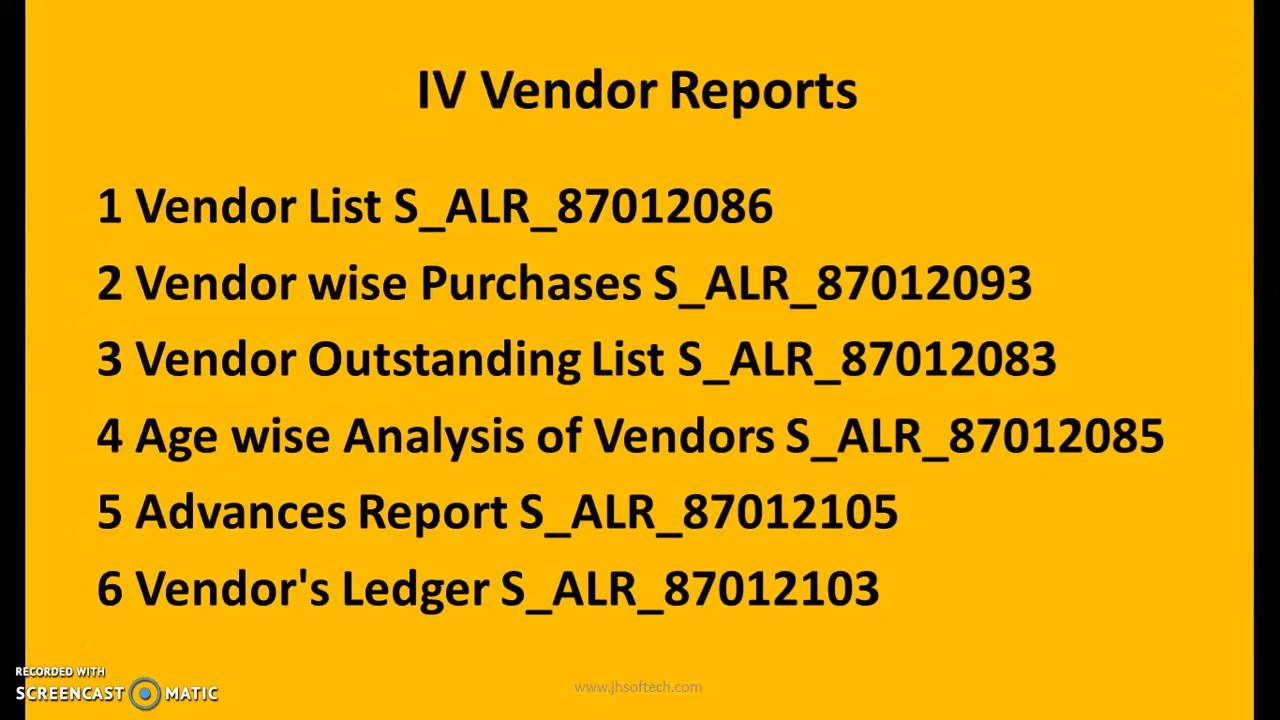 IV Vendor Reports
1 Vendor List S_ALR_87012086
2 Vendor wise Purchases S_ALR_87012093
3 Vendor Outstanding List S_ALR_87012083
4 Age wise Analysis of Vendors S_ALR_87012085
5 Advances Report S_ALR_87012105
6 Vendor's Ledger S_ALR_87012103
RECORDED WITH
SCREENCAST MATIC
www.jhsoftech.com